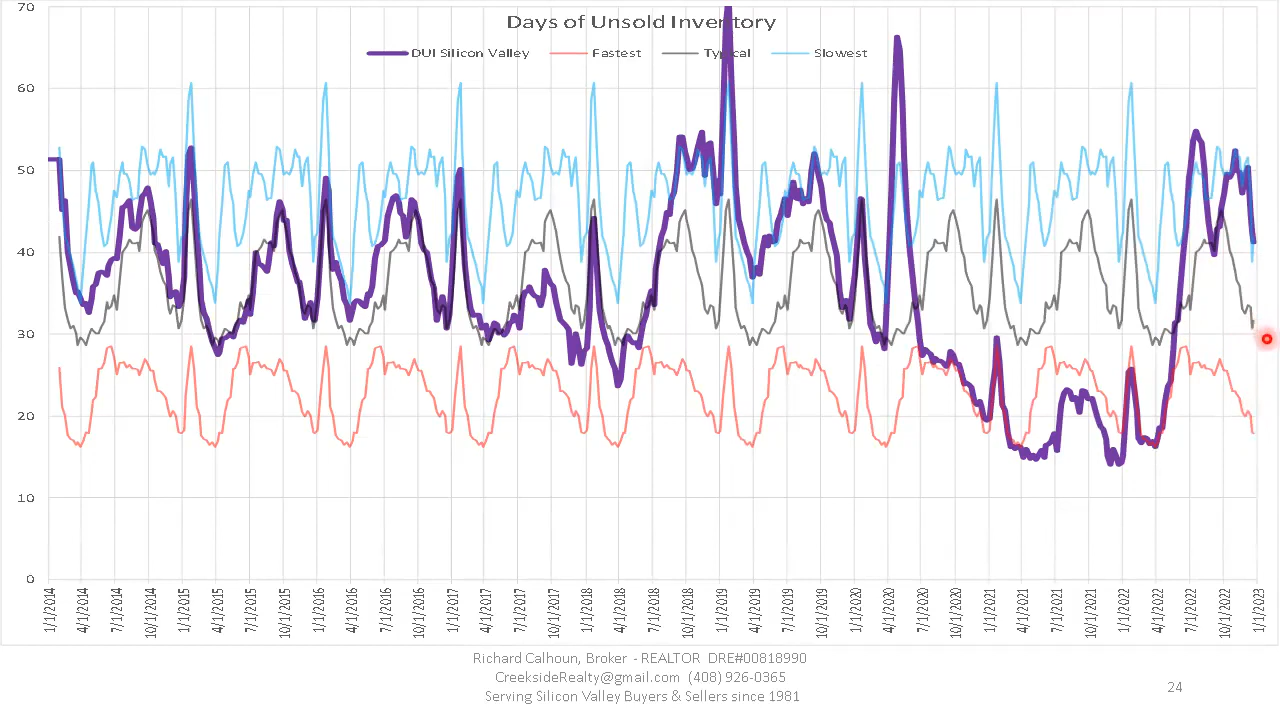 Days of Unsold Inventory
DUI Silicon Valley Fastest Typical Slowest
70
60
50
40
30
20
10
0
1/1/2014 4/1/2014 7/1/2014 10/1/2014 1/1/2015 4/1/2015 7/1/2015 10/1/2015 1/1/2016 4/1/2016 7/1/2016 10/1/2016 1/1/2017 4/1/2017 7/1/2017 10/1/2017 1/1/2018 4/1/2018 7/1/2018 10/1/2018 1/1/2019 4/1/2019 7/1/2019 10/1/2019 1/1/2020 4/1/2020 7/1/2020 10/1/2020 1/1/2021 4/1/2021 7/1/2021 10/1/2021 1/1/2022 4/1/2022 7/1/2022 10/1/2022 1/1/2023
Richard Calhoun, Broker - REALTOR DRE#00818990
CreeksideRealty@gmail.com (408) 926-0365
Serving Silicon Valley Buyers & Sellers since 1981
24